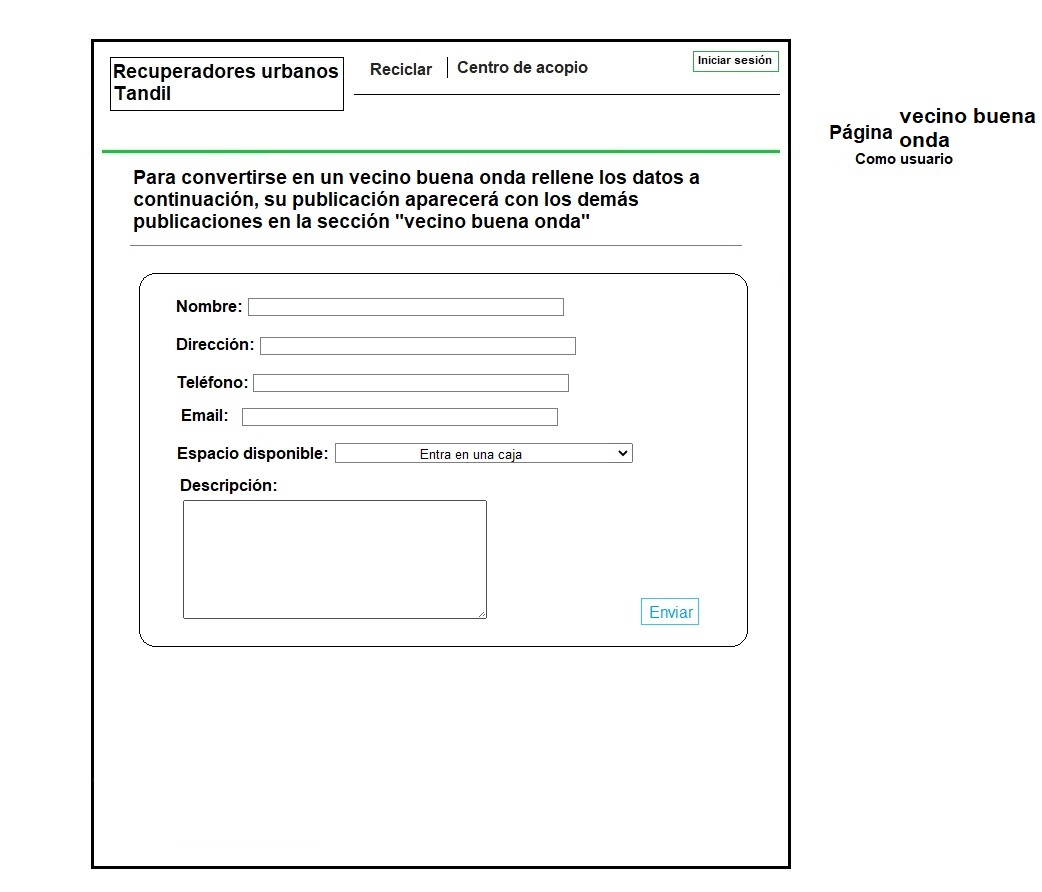 Recuperadores urbanos
Tandil
Reciclar
Centro de acopio
Iniciar sesión
Página
vecino buena
onda
Como usuario
Para convertirse en un vecino buena onda rellene los datos a
continuación, su publicación aparecerá con los demás
publicaciones en la sección "vecino buena onda"
Nombre:
Dirección:
Teléfono:
Email:
Espacio disponible: Entra en una caja
Descripción:
Enviar